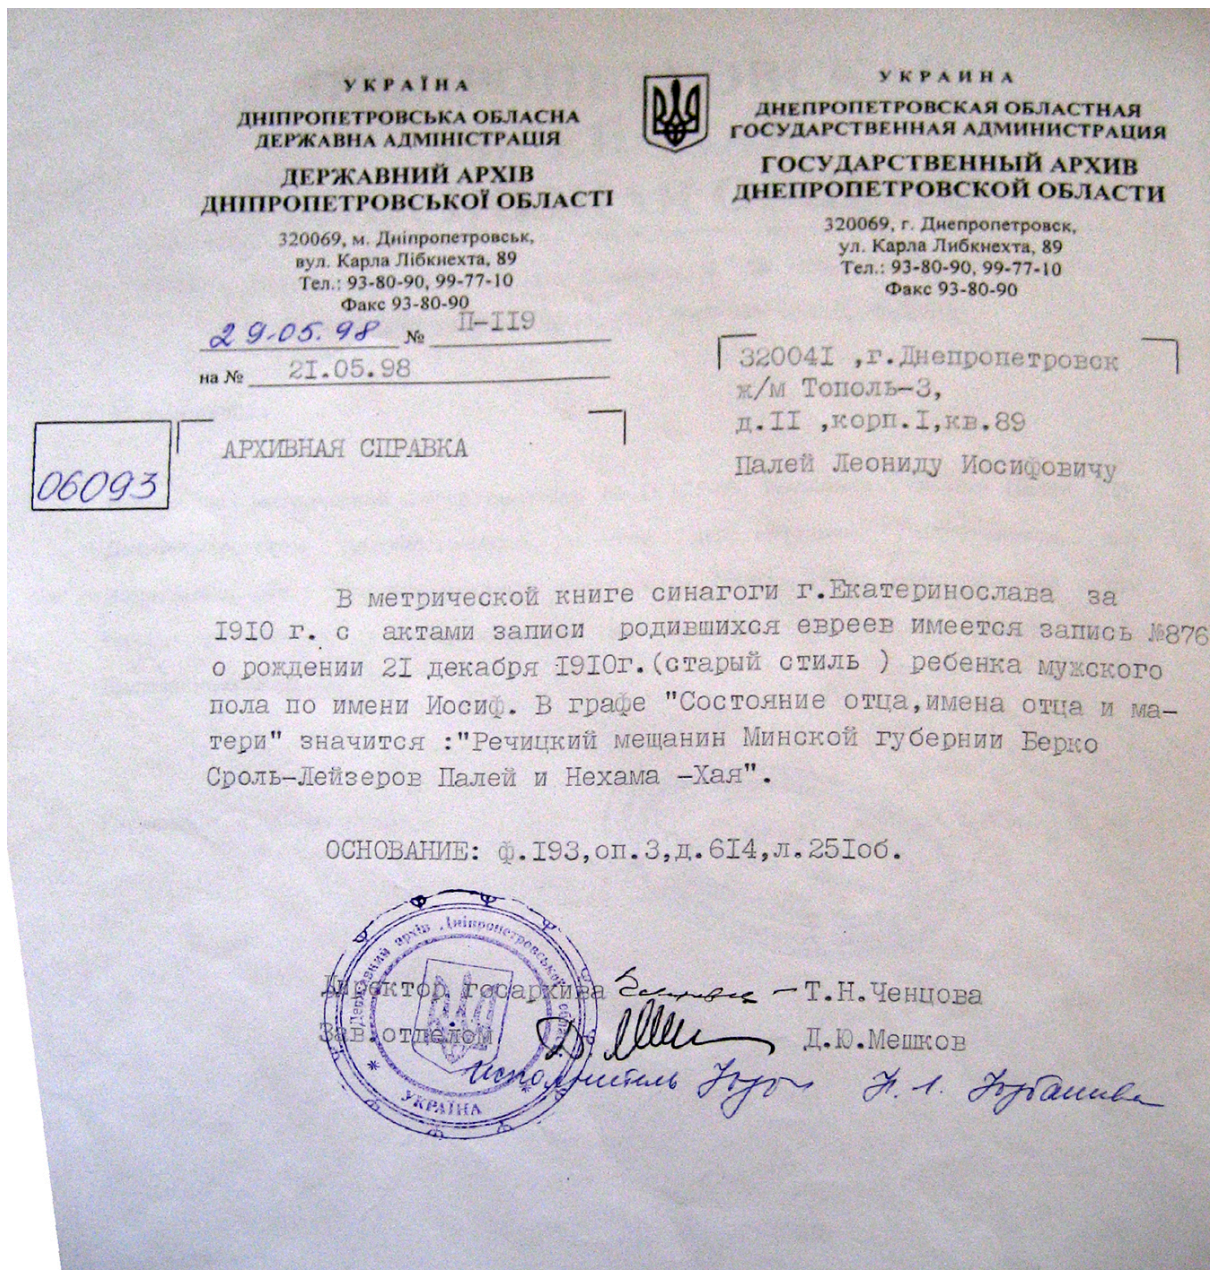 УКРАЇНА
ДНІПРОПЕТРОВСЬКА ОБЛАСНА
ДЕРЖАВНА АДМІНІСТРАЦІЯ
ДЕРЖАВНИЙ АРХІВ
ДНІПРОПЕТРОВСЬКОЇ ОБЛАСТІ
320069, м. Дніпропетровськ,
вул. Карла Лібкнехта, 89
Тел.: 93-80-90, 99-77-10
Факс 93-80-90
29.05.98 № П-II9
на № 2I.05.98
УКРАИНА
ДНЕПРОПЕТРОВСКАЯ ОБЛАСТНАЯ
ГОСУДАРСТВЕННАЯ АДМИНИСТРАЦИЯ
ГОСУДАРСТВЕННЫЙ АРХИВ
ДНЕПРОПЕТРОВСКОЙ ОБЛАСТИ
320069, г. Днепропетровск,
ул. Карла Либкнехта, 89
Тел.: 93-80-90, 99-77-10
Факс 93-80-90
32004I ,г.Днепропетровск
ж/м Тополь-3,
д.II ,корп.I,кв.89
Палей Леониду Иосифовичу
06093
АРХИВНАЯ СПРАВКА
В метрической книге синагоги г.Екатеринослава за
I9I0 г. с актами записи родившихся евреев имеется запись №876
о рождении 2I декабря I9I0г.(старый стиль ) ребенка мужского
пола по имени Иосиф. В графе "Состояние отца,имена отца и ма-
тери" значится :"Речицкий мещанин Минской губернии Берко
Сроль-Лейзеров Палей и Нехама -Хая".
ОСНОВАНИЕ: ф.I93,оп.3,д.6I4,л.25Iоб.
Директор госархива Т.Н.Ченцова
Зав.отделом Д.Ю.Мешков
Исполнитель
Державний архів Дніпропетровської області
УКРАЇНА